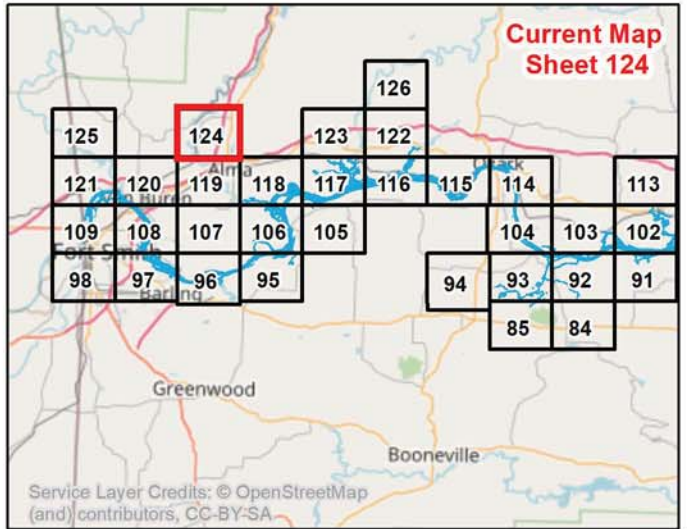 Current Map
Sheet 124
126
125 124 123 122
Alma Ozark
121 120 119 118 117 116 115 114 113
Van Buren
109 108 107 106 105 104 103 102
Fort Smith
98 97 96 95 94 93 92 91
Barling
85 84
Greenwood
Booneville
Service Layer Credits: © OpenStreetMap
(and) contributors, CC-BY-SA